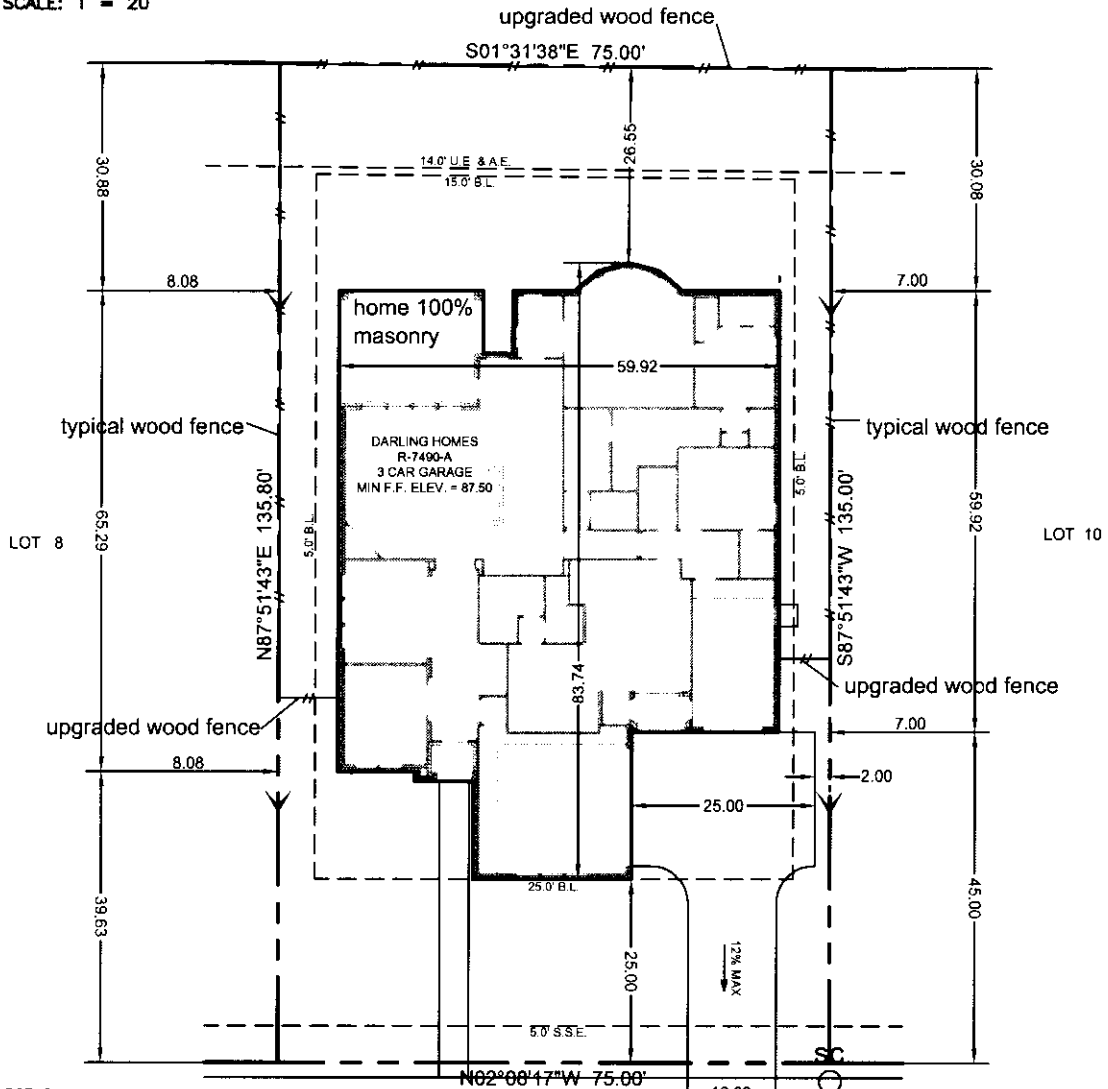 SCALE: 1 = 20
upgraded wood fence
S01°31'38"E 75.00'
30.88
26.55
30.08
14.0' U.E & A.E.
15.0' B.L.
8.08
7.00
home 100%
masonry
59.92
typical wood fence
typical wood fence
DARLING HOMES
R-7490-A
3 CAR GARAGE
MIN F.F. ELEV. = 87.50
5.0' B.L.
65.29
N87°51'43"E 135.80'
5.0' B.L.
S87°51'43"W 135.00'
59.92
LOT 8
LOT 10
83.74
upgraded wood fence
upgraded wood fence
8.08
7.00
2.00
25.00
25.0' B.L.
39.63
25.00
12% MAX
45.00
5.0' S.S.E.
SC
N02°08'17"W 75.00'